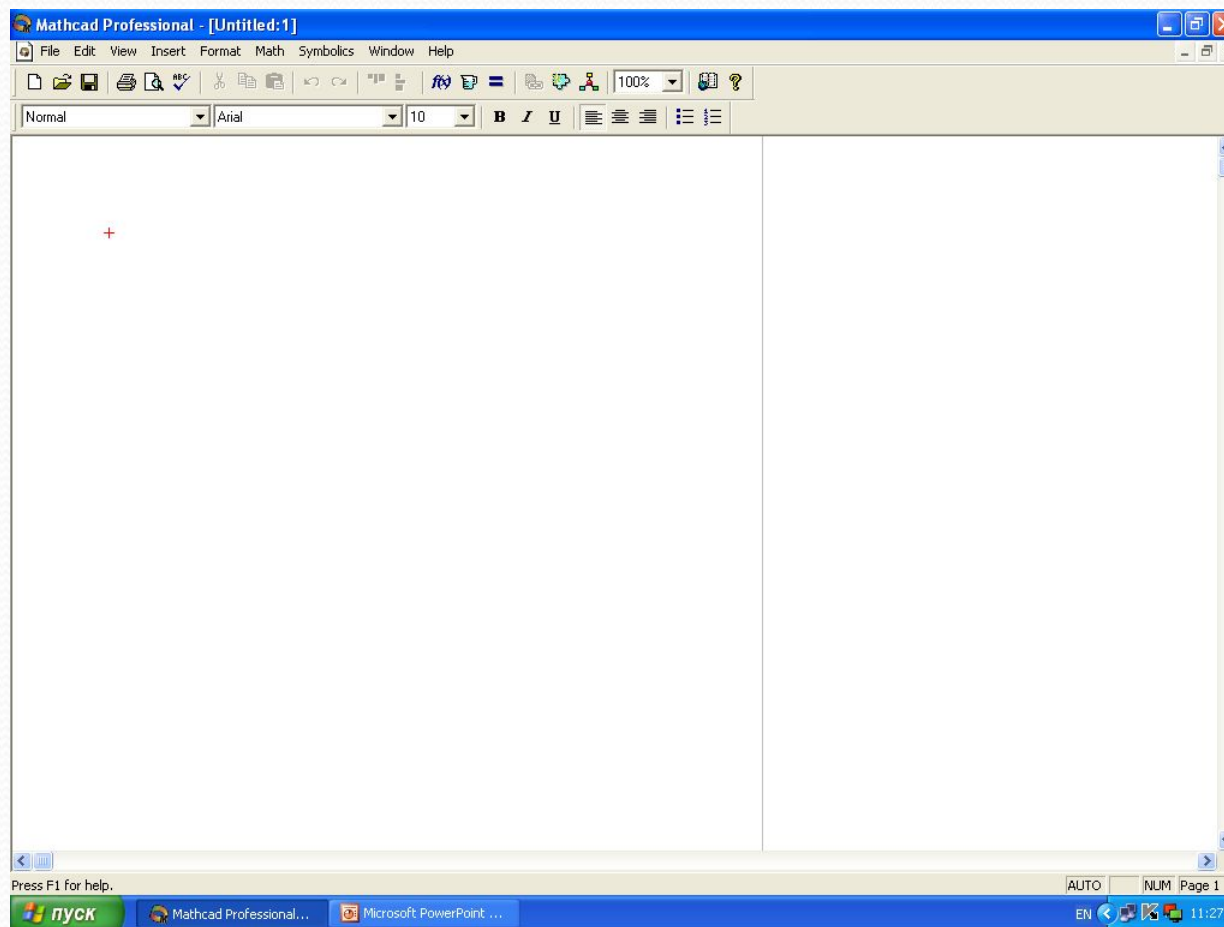 Mathcad Professional - [Untitled:1]
File Edit View Insert Format Math Symbolics Window Help
100%
Normal Arial 10 B I U
Press F1 for help. AUTO NUM Page 1
пуск Mathcad Professional... Microsoft PowerPoint ... EN 11:27